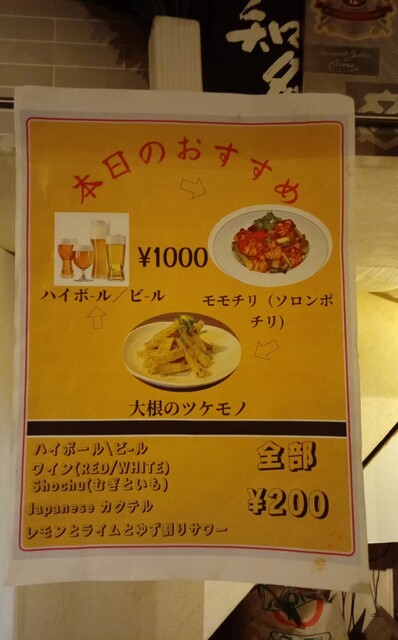 和名
本日のおすすめ
¥1000
ハイボ-ル／ビ-ル
モモチリ（ソロンポ
チリ)
大根のツケモノ
ハイボール\ビール
ワイン(RED/WHITE)
Shochu(むぎといも)
Japanese カクテル
レモンとライムとゆず割りサワー
全部
¥200